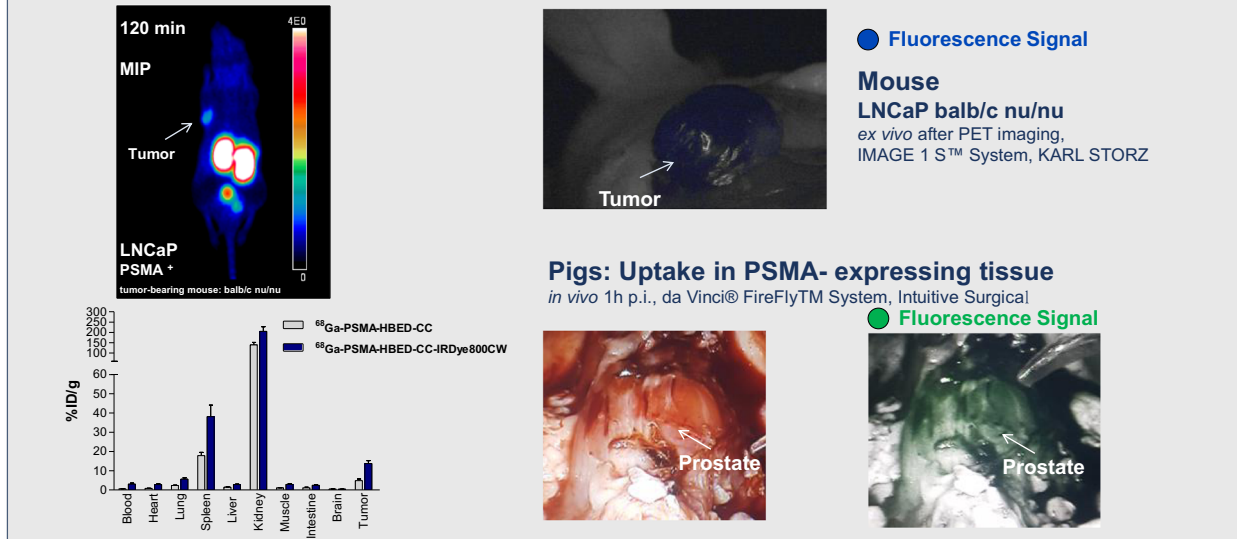 120 min
MIP
4E0
Tumor
0
LNCaP
PSMA +
tumor-bearing mouse: balb/c nu/nu
Fluorescence Signal
Mouse
LNCaP balb/c nu/nu
ex vivo after PET imaging,
IMAGE 1 S™ System, KARL STORZ
Tumor
Pigs: Uptake in PSMA- expressing tissue
in vivo 1h p.i., da Vinci® FireFlyTM System, Intuitive Surgical
Fluorescence Signal
Prostate
Prostate
%ID/g
300
250
200
150
100
60
50
40
30
20
10
0
68Ga-PSMA-HBED-CC
68Ga-PSMA-HBED-CC-IRDye800CW
Blood
Heart
Lung
Spleen
Liver
Kidney
Muscle
Intestine
Brain
Tumor